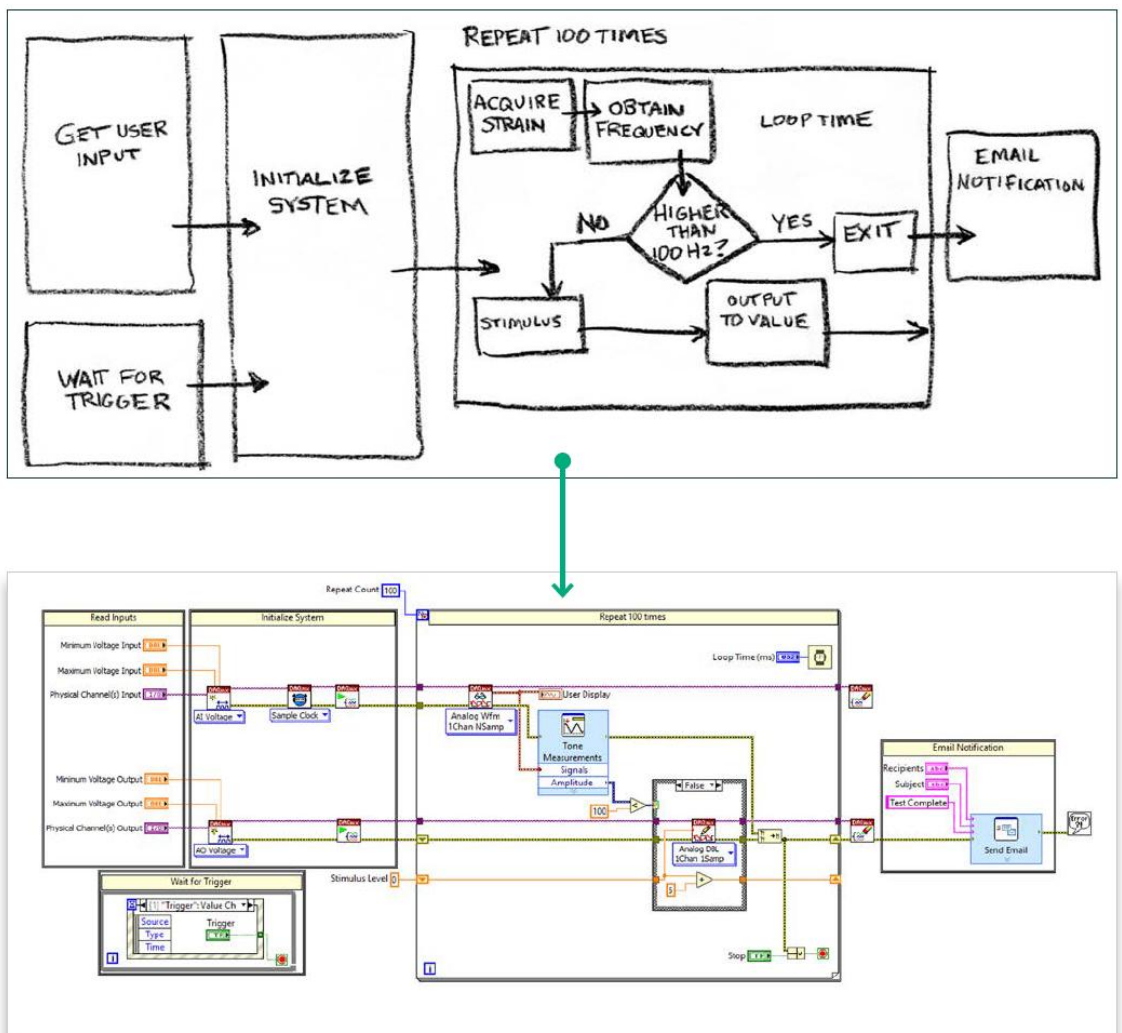 REPEAT 100 TIMES
GET USER
INPUT
INITIALIZE
SYSTEM
WAIT FOR
TRIGGER
ACQUIRE
STRAIN
OBTAIN
FREQUENCY
LOOP TIME
HIGHER
THAN
100 HZ?
NO
YES
EXIT
STIMULUS
OUTPUT
TO VALUE
EMAIL
NOTIFICATION
Repeat Count 100
Read Inputs
Minimum Voltage Input
Maximum Voltage Input
Physical Channel(s) Input
Minimum Voltage Output
Maximum Voltage Output
Physical Channel(s) Output
Initialize System
AI Voltage
Sample Clock
AO Voltage
Wait for Trigger
[1] "Trigger": Value Ch
Source
Type
Time
Trigger
i
Stimulus Level 0
Repeat 100 times
Loop Time (ms)
User Display
Analog Wfm
1Chan NSamp
Tone
Measurements
Signals
Amplitude
100
False
Analog DBL
1Chan 1Samp
5
Stop
i
Email Notification
Recipients
Subject
Test Complete
Send Email